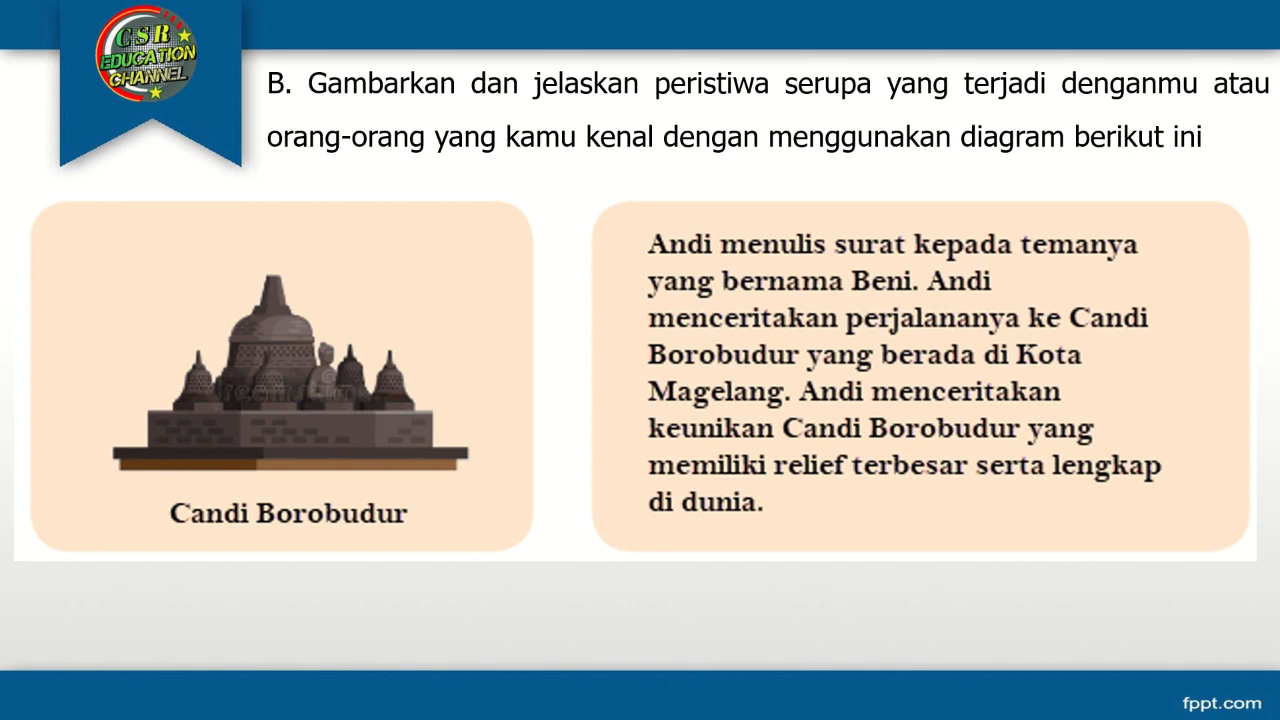 CSR
EDUCATION
CHANNEL
B. Gambarkan dan jelaskan peristiwa serupa yang terjadi denganmu atau
orang-orang yang kamu kenal dengan menggunakan diagram berikut ini
Candi Borobudur
Andi menulis surat kepada temanya
yang bernama Beni. Andi
menceritakan perjalananya ke Candi
Borobudur yang berada di Kota
Magelang. Andi menceritakan
keunikan Candi Borobudur yang
memiliki relief terbesar serta lengkap
di dunia.
fppt.com